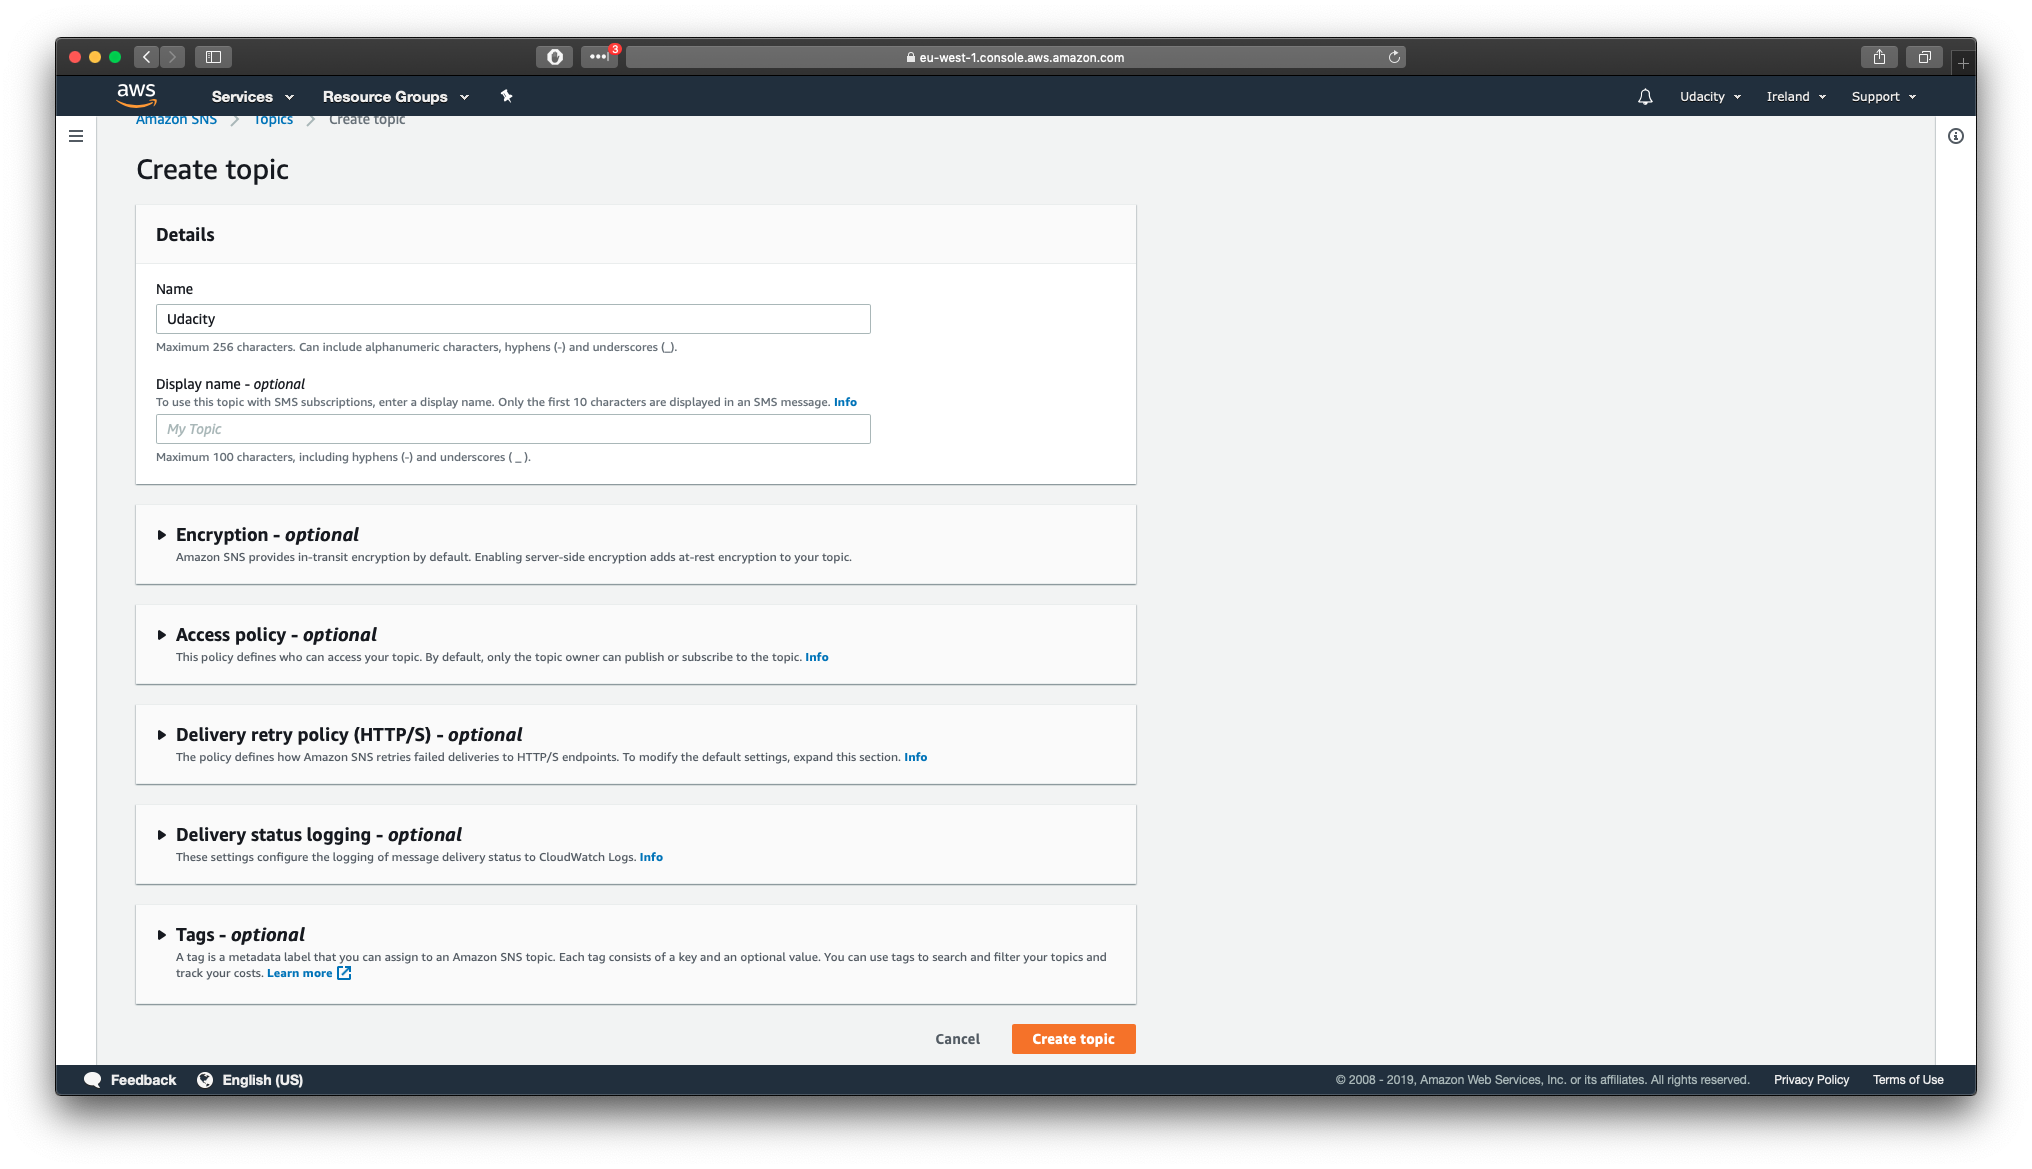 3
eu-west-1.console.aws.amazon.com
aws
Services
Resource Groups
Udacity
Ireland
Support
Amazon SNS
Topics
Create topic
Create topic
Details
Name
Udacity
Maximum 256 characters. Can include alphanumeric characters, hyphens (-) and underscores (_).
Display name - optional
To use this topic with SMS subscriptions, enter a display name. Only the first 10 characters are displayed in an SMS message. Info
My Topic
Maximum 100 characters, including hyphens (-) and underscores ( _ ).
Encryption - optional
Amazon SNS provides in-transit encryption by default. Enabling server-side encryption adds at-rest encryption to your topic.
Access policy - optional
This policy defines who can access your topic. By default, only the topic owner can publish or subscribe to the topic. Info
Delivery retry policy (HTTP/S) - optional
The policy defines how Amazon SNS retries failed deliveries to HTTP/S endpoints. To modify the default settings, expand this section. Info
Delivery status logging - optional
These settings configure the logging of message delivery status to CloudWatch Logs. Info
Tags - optional
A tag is a metadata label that you can assign to an Amazon SNS topic. Each tag consists of a key and an optional value. You can use tags to search and filter your topics and
track your costs. Learn more
Cancel
Create topic
Feedback
English (US)
© 2008 - 2019, Amazon Web Services, Inc. or its affiliates. All rights reserved.
Privacy Policy
Terms of Use